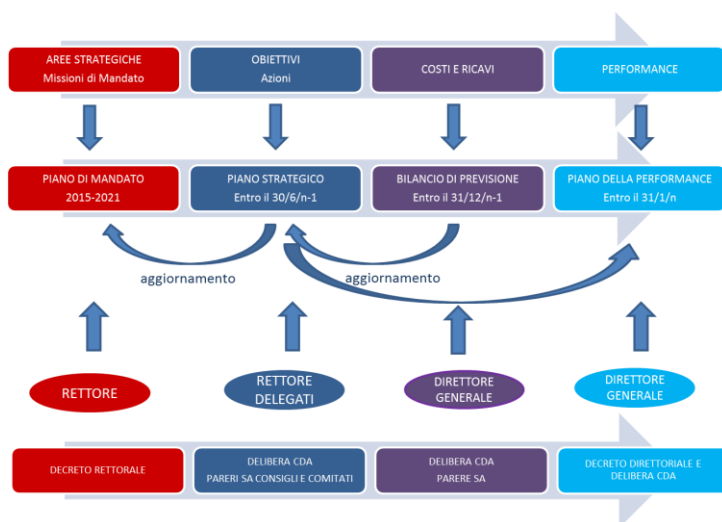 AREE STRATEGICHE
Missioni di Mandato
OBIETTIVI
Azioni
COSTI E RICAVI
PERFORMANCE
PIANO DI MANDATO
2015-2021
PIANO STRATEGICO
Entro il 30/6/n-1
BILANCIO DI PREVISIONE
Entro il 31/12/n-1
PIANO DELLA PERFORMANCE
Entro il 31/1/n
aggiornamento
aggiornamento
RETTORE
RETTORE
DELEGATI
DIRETTORE
GENERALE
DIRETTORE
GENERALE
DECRETO RETTORALE
DELIBERA CDA
PARERI SA CONSIGLI E COMITATI
DELIBERA CDA
PARERE SA
DECRETO DIRETTORIALE E
DELIBERA CDA